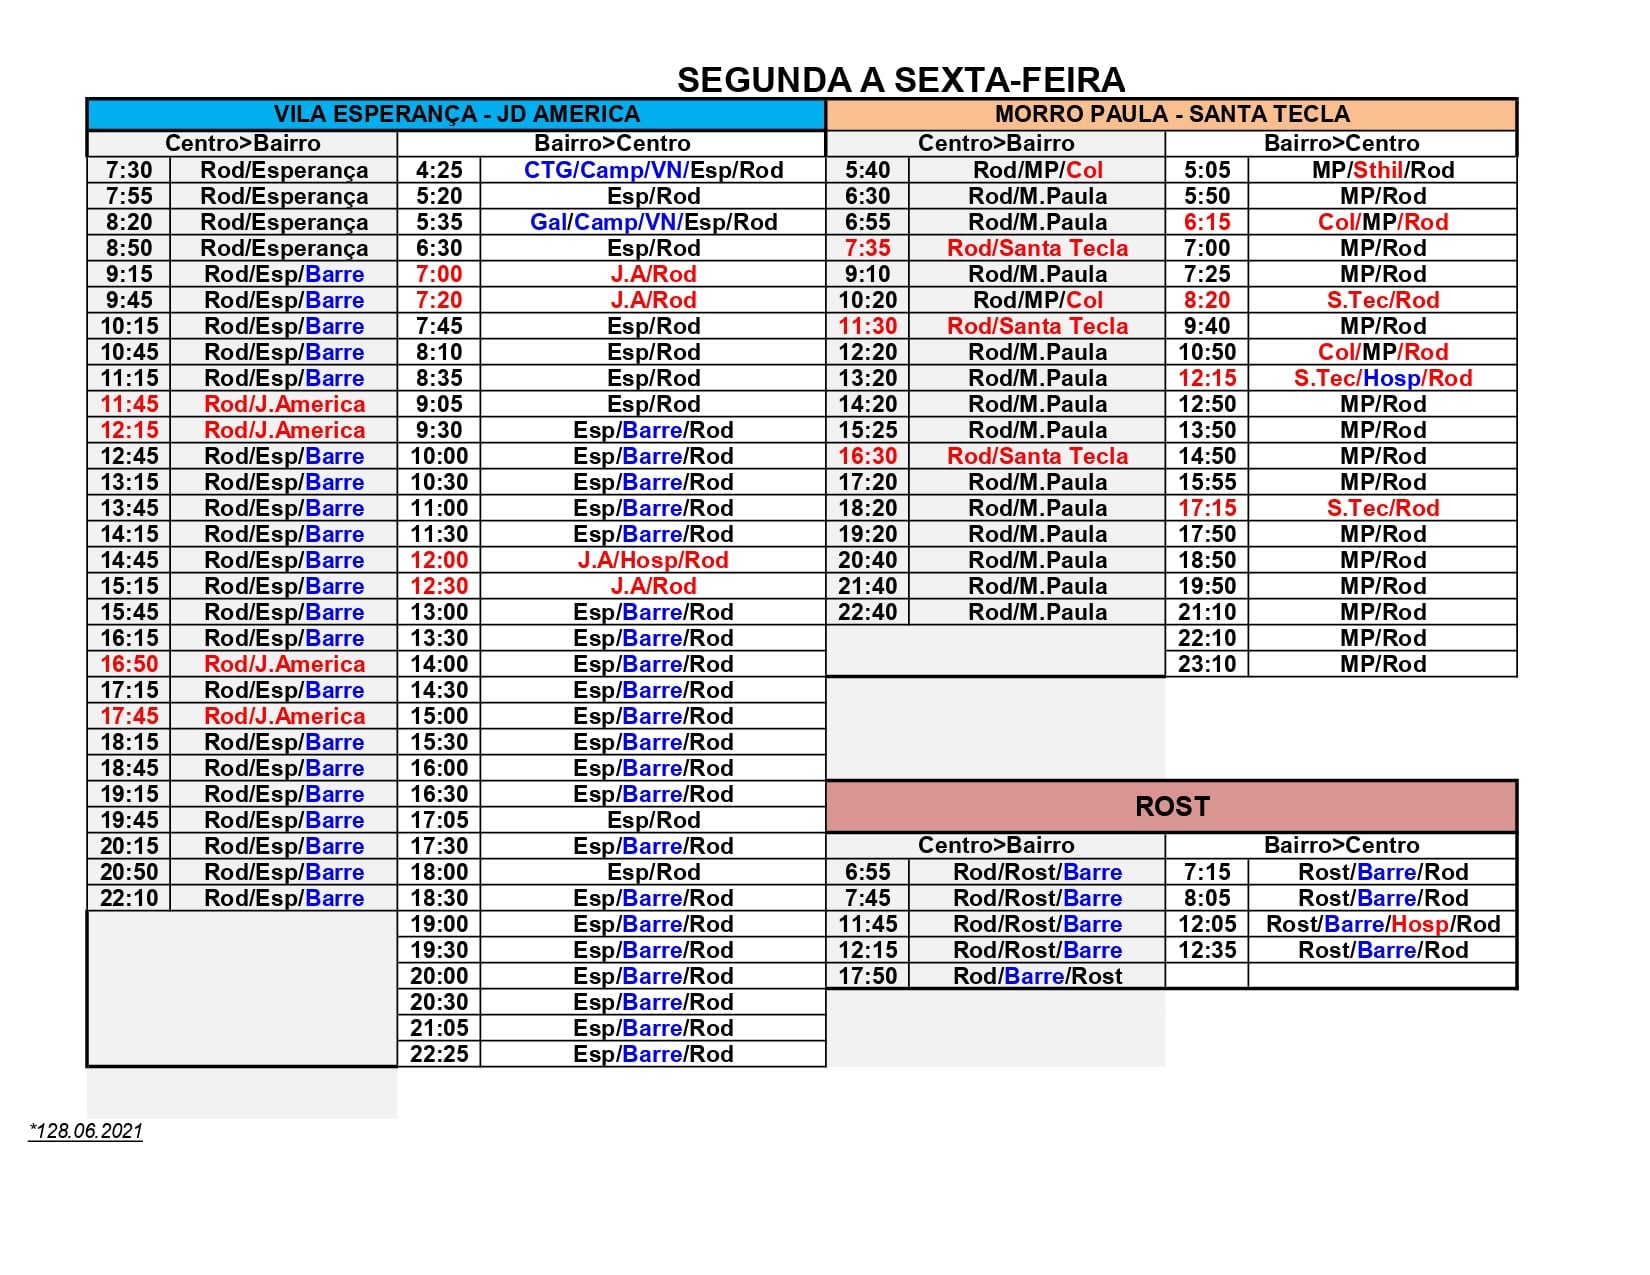 SEGUNDA A SEXTA-FEIRA
VILA ESPERANÇA - JD AMERICA MORRO PAULA - SANTA TECLA
Centro>Bairro Bairro>Centro Centro>Bairro Bairro>Centro
7:30 Rod/Esperança 4:25 CTG/Camp/VN/Esp/Rod 5:40 Rod/MP/Col 5:05 MP/Sthil/Rod
7:55 Rod/Esperança 5:20 Esp/Rod 6:30 Rod/M.Paula 5:50 MP/Rod
8:20 Rod/Esperança 5:35 Gal/Camp/VN/Esp/Rod 6:55 Rod/M.Paula 6:15 Col/MP/Rod
8:50 Rod/Esperança 6:30 Esp/Rod 7:35 Rod/Santa Tecla 7:00 MP/Rod
9:15 Rod/Esp/Barre 7:00 J.A/Rod 9:10 Rod/M.Paula 7:25 MP/Rod
9:45 Rod/Esp/Barre 7:20 J.A/Rod 10:20 Rod/MP/Col 8:20 S.Tec/Rod
10:15 Rod/Esp/Barre 7:45 Esp/Rod 11:30 Rod/Santa Tecla 9:40 MP/Rod
10:45 Rod/Esp/Barre 8:10 Esp/Rod 12:20 Rod/M.Paula 10:50 Col/MP/Rod
11:15 Rod/Esp/Barre 8:35 Esp/Rod 13:20 Rod/M.Paula 12:15 S.Tec/Hosp/Rod
11:45 Rod/J.America 9:05 Esp/Rod 14:20 Rod/M.Paula 12:50 MP/Rod
12:15 Rod/J.America 9:30 Esp/Barre/Rod 15:25 Rod/M.Paula 13:50 MP/Rod
12:45 Rod/Esp/Barre 10:00 Esp/Barre/Rod 16:30 Rod/Santa Tecla 14:50 MP/Rod
13:15 Rod/Esp/Barre 10:30 Esp/Barre/Rod 17:20 Rod/M.Paula 15:55 MP/Rod
13:45 Rod/Esp/Barre 11:00 Esp/Barre/Rod 18:20 Rod/M.Paula 17:15 S.Tec/Rod
14:15 Rod/Esp/Barre 11:30 Esp/Barre/Rod 19:20 Rod/M.Paula 17:50 MP/Rod
14:45 Rod/Esp/Barre 12:00 J.A/Hosp/Rod 20:40 Rod/M.Paula 18:50 MP/Rod
15:15 Rod/Esp/Barre 12:30 J.A/Rod 21:40 Rod/M.Paula 19:50 MP/Rod
15:45 Rod/Esp/Barre 13:00 Esp/Barre/Rod 22:40 Rod/M.Paula 21:10 MP/Rod
16:15 Rod/Esp/Barre 13:30 Esp/Barre/Rod 22:10 MP/Rod
16:50 Rod/J.America 14:00 Esp/Barre/Rod 23:10 MP/Rod
17:15 Rod/Esp/Barre 14:30 Esp/Barre/Rod
17:45 Rod/J.America 15:00 Esp/Barre/Rod
18:15 Rod/Esp/Barre 15:30 Esp/Barre/Rod
18:45 Rod/Esp/Barre 16:00 Esp/Barre/Rod
19:15 Rod/Esp/Barre 16:30 Esp/Barre/Rod
ROST
19:45 Rod/Esp/Barre 17:05 Esp/Rod
20:15 Rod/Esp/Barre 17:30 Esp/Barre/Rod Centro>Bairro Bairro>Centro
20:50 Rod/Esp/Barre 18:00 Esp/Rod 6:55 Rod/Rost/Barre 7:15 Rost/Barre/Rod
22:10 Rod/Esp/Barre 18:30 Esp/Barre/Rod 7:45 Rod/Rost/Barre 8:05 Rost/Barre/Rod
19:00 Esp/Barre/Rod 11:45 Rod/Rost/Barre 12:05 Rost/Barre/Hosp/Rod
19:30 Esp/Barre/Rod 12:15 Rod/Rost/Barre 12:35 Rost/Barre/Rod
20:00 Esp/Barre/Rod 17:50 Rod/Barre/Rost
20:30 Esp/Barre/Rod
21:05 Esp/Barre/Rod
22:25 Esp/Barre/Rod
*128.06.2021